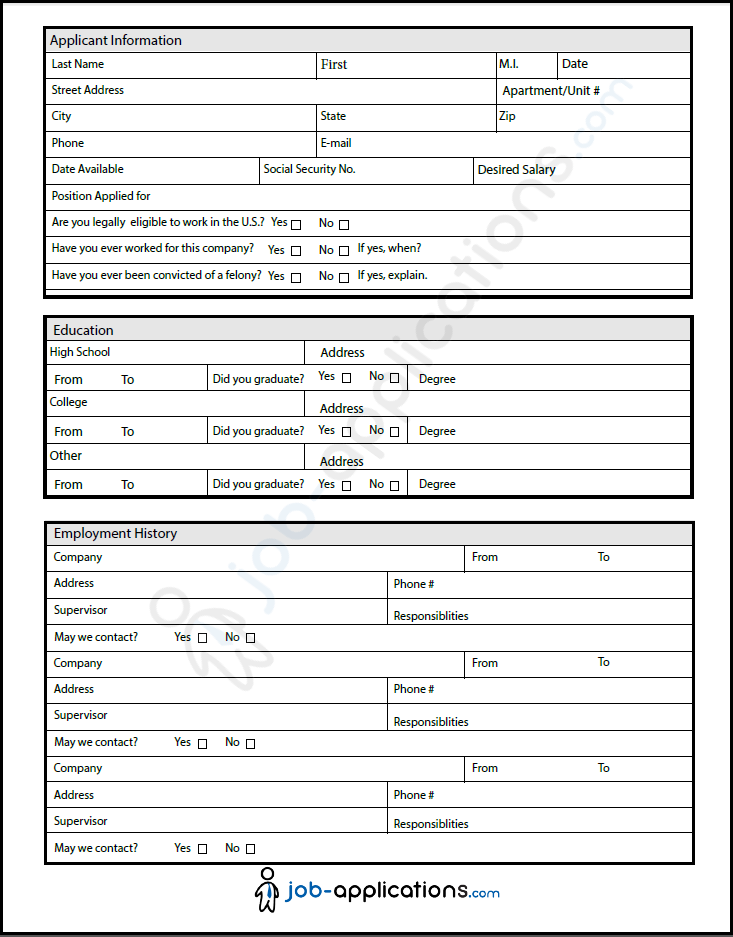 Applicant Information
Last Name First M.I. Date
Street Address Apartment/Unit #
City State Zip
Phone E-mail
Date Available Social Security No. Desired Salary
Position Applied for
Are you legally eligible to work in the U.S.? Yes No
Have you ever worked for this company? Yes No If yes, when?
Have you ever been convicted of a felony? Yes No If yes, explain.
Education
High School Address
From To Did you graduate? Yes No Degree
College Address
From To Did you graduate? Yes No Degree
Other Address
From To Did you graduate? Yes No Degree
Employment History
Company From To
Address Phone #
Supervisor Responsiblities
May we contact? Yes No
Company From To
Address Phone #
Supervisor Responsiblities
May we contact? Yes No
Company From To
Address Phone #
Supervisor Responsiblities
May we contact? Yes No
job-applications.com
job-applications.com